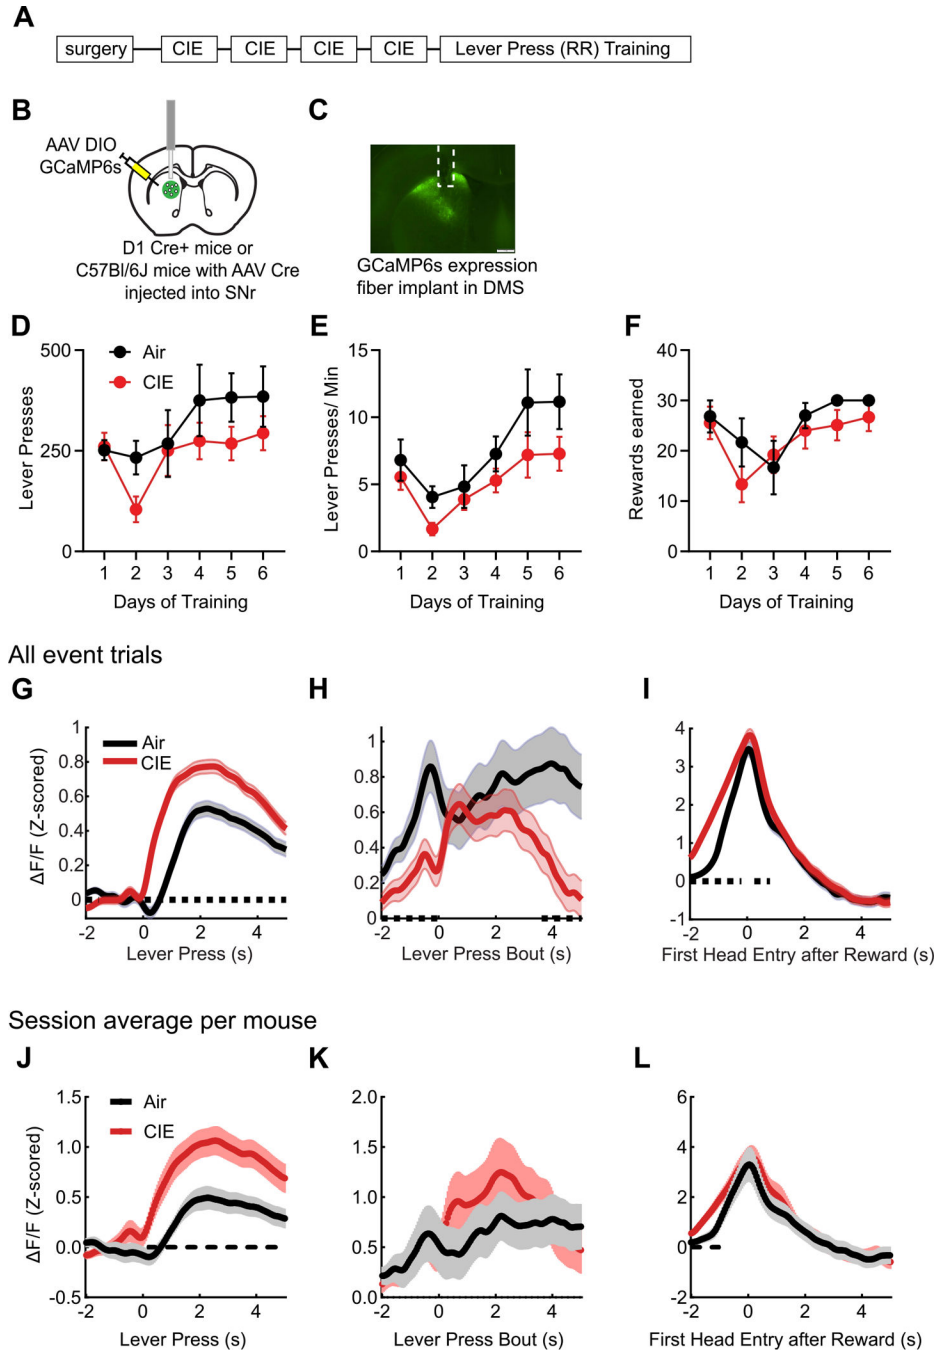 A
surgery CIE CIE CIE CIE Lever Press (RR) Training
B
C
AAV DIO
GCaMP6s
D1 Cre+ mice or
C57Bl/6J mice with AAV Cre
injected into SNr
GCaMP6s expression
fiber implant in DMS
D
E
F
500
250
0
Lever Presses
Air
CIE
1 2 3 4 5 6
Days of Training
15
10
5
0
Lever Presses/ Min
1 2 3 4 5 6
Days of Training
40
30
20
10
0
Rewards earned
1 2 3 4 5 6
Days of Training
All event trials
G
H
I
1
0.8
0.6
0.4
0.2
0
ΔF/F (Z-scored)
Air
CIE
-2 0 2 4
Lever Press (s)
1
0.8
0.6
0.4
0.2
0
-2 0 2 4
Lever Press Bout (s)
4
3
2
1
0
-1
-2 0 2 4
First Head Entry after Reward (s)
Session average per mouse
J
K
L
1.5
1.0
0.5
0.0
-0.5
ΔF/F (Z-scored)
Air
CIE
-2 0 2 4
Lever Press (s)
2.0
1.5
1.0
0.5
0.0
-2 0 2 4
Lever Press Bout (s)
6
4
2
0
-2
-2 0 2 4
First Head Entry after Reward (s)